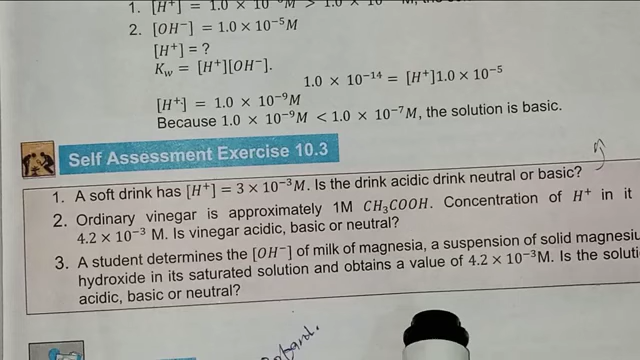 1. [H⁺] = 1.0 × 10
2. [OH⁻] = 1.0 × 10⁻⁵M
[H⁺] = ?
K_w = [H⁺][OH⁻].
1.0 × 10⁻¹⁴ = [H⁺]1.0 × 10⁻⁵
[H⁺] = 1.0 × 10⁻⁹M
Because 1.0 × 10⁻⁹M < 1.0 × 10⁻⁷M, the solution is basic.
Self Assessment Exercise 10.3
1. A soft drink has [H⁺] = 3 × 10⁻³M. Is the drink acidic drink neutral or basic?
2. Ordinary vinegar is approximately 1M CH₃COOH. Concentration of H⁺ in it
4.2 × 10⁻³ M. Is vinegar acidic, basic or neutral?
3. A student determines the [OH⁻] of milk of magnesia, a suspension of solid magnesiu
hydroxide in its saturated solution and obtains a value of 4.2 × 10⁻³M. Is the soluti
acidic, basic or neutral?